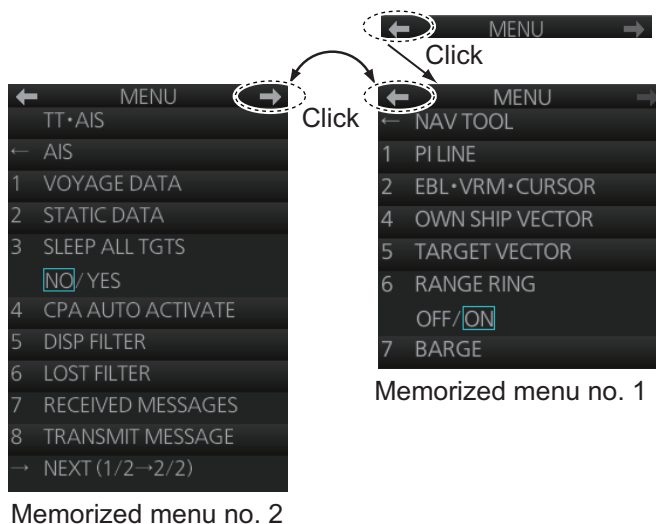 ← MENU →
Click
← MENU →
TT•AIS
← AIS
1 VOYAGE DATA
2 STATIC DATA
3 SLEEP ALL TGTS
NO/YES
4 CPA AUTO ACTIVATE
5 DISP FILTER
6 LOST FILTER
7 RECEIVED MESSAGES
8 TRANSMIT MESSAGE
→ NEXT (1/2→2/2)
Memorized menu no. 2
Click
← MENU →
← NAV TOOL
1 PI LINE
2 EBL•VRM•CURSOR
4 OWN SHIP VECTOR
5 TARGET VECTOR
6 RANGE RING
OFF/ON
7 BARGE
Memorized menu no. 1